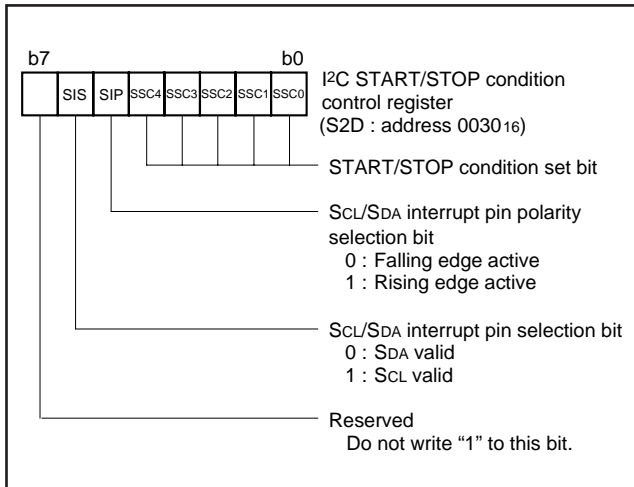 b7 b0
SIS SIP SSC4 SSC3 SSC2 SSC1 SSC0
I2C START/STOP condition
control register
(S2D : address 003016)
START/STOP condition set bit
SCL/SDA interrupt pin polarity
selection bit
0 : Falling edge active
1 : Rising edge active
SCL/SDA interrupt pin selection bit
0 : SDA valid
1 : SCL valid
Reserved
Do not write “1” to this bit.